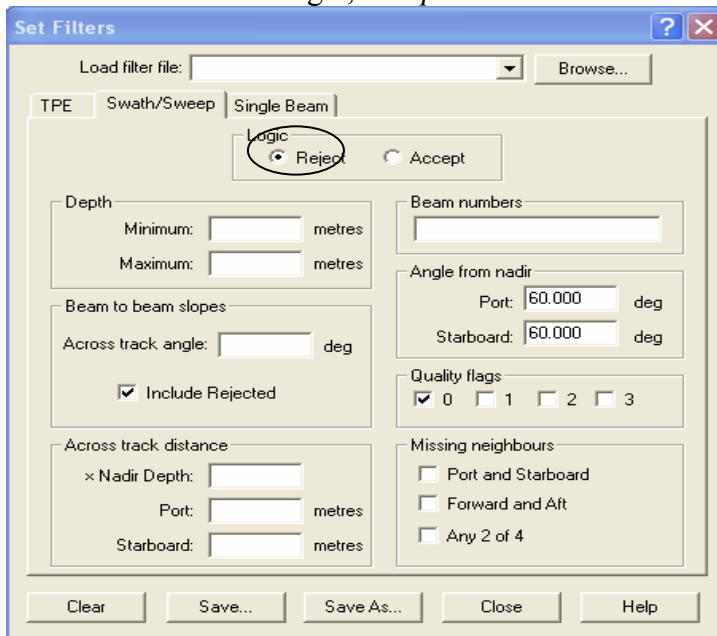 Set Filters
Load filter file:
Browse...
TPE Swath/Sweep Single Beam
Logic
Reject Accept
Depth
Minimum: metres
Maximum: metres
Beam to beam slopes
Across track angle: deg
Include Rejected
Across track distance
× Nadir Depth:
Port: metres
Starboard: metres
Beam numbers
Angle from nadir
Port: 60.000 deg
Starboard: 60.000 deg
Quality flags
0 1 2 3
Missing neighbours
Port and Starboard
Forward and Aft
Any 2 of 4
Clear Save... Save As... Close Help